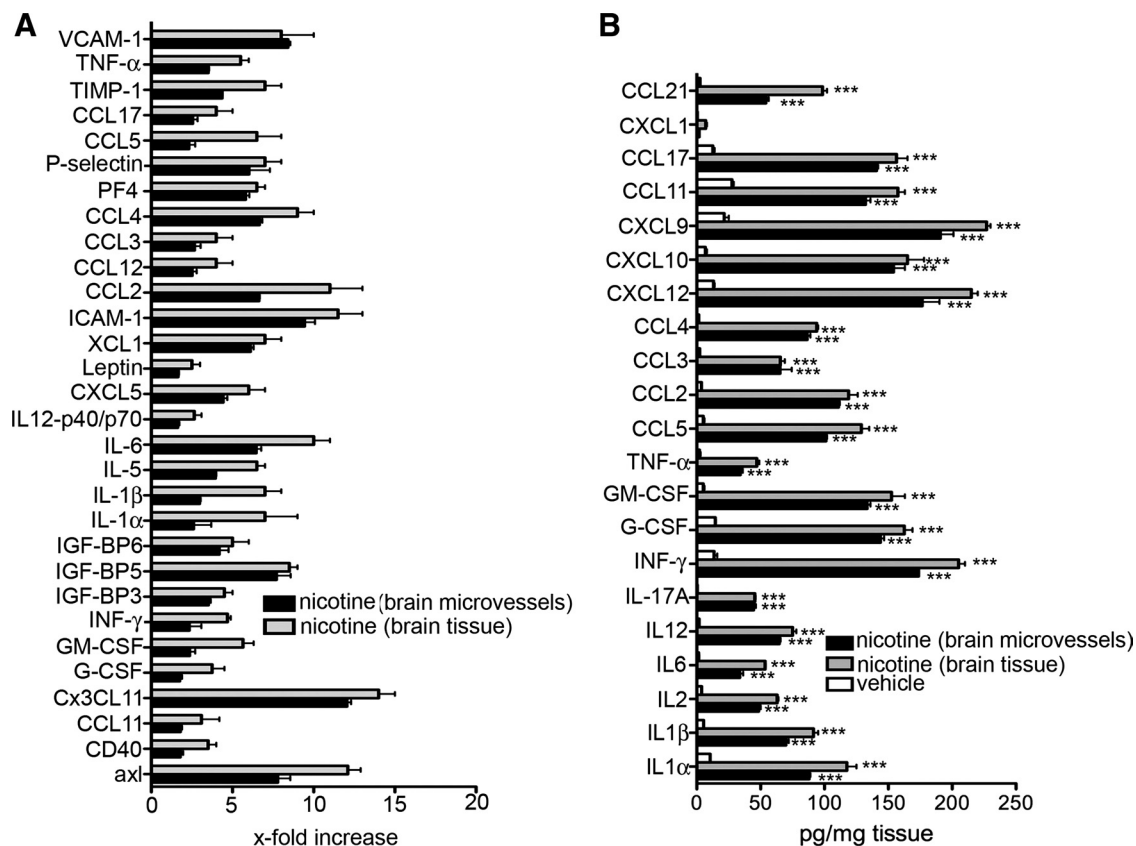 A
VCAM-1
TNF-α
TIMP-1
CCL17
CCL5
P-selectin
PF4
CCL4
CCL3
CCL12
CCL2
ICAM-1
XCL1
Leptin
CXCL5
IL12-p40/p70
IL-6
IL-5
IL-1β
IL-1α
IGF-BP6
IGF-BP5
IGF-BP3
INF-γ
GM-CSF
G-CSF
Cx3CL11
CCL11
CD40
axl
nicotine (brain microvessels)
nicotine (brain tissue)
0 5 10 15 20
x-fold increase
B
CCL21 *** ***
CXCL1
CCL17 *** ***
CCL11 *** ***
CXCL9 *** ***
CXCL10 *** ***
CXCL12 *** ***
CCL4 *** ***
CCL3 *** ***
CCL2 *** ***
CCL5 *** ***
TNF-α *** ***
GM-CSF *** ***
G-CSF *** ***
INF-γ *** ***
IL-17A *** ***
IL12 *** ***
IL6 *** ***
IL2 *** ***
IL1β *** ***
IL1α *** ***
nicotine (brain microvessels)
nicotine (brain tissue)
vehicle
0 50 100 150 200 250
pg/mg tissue